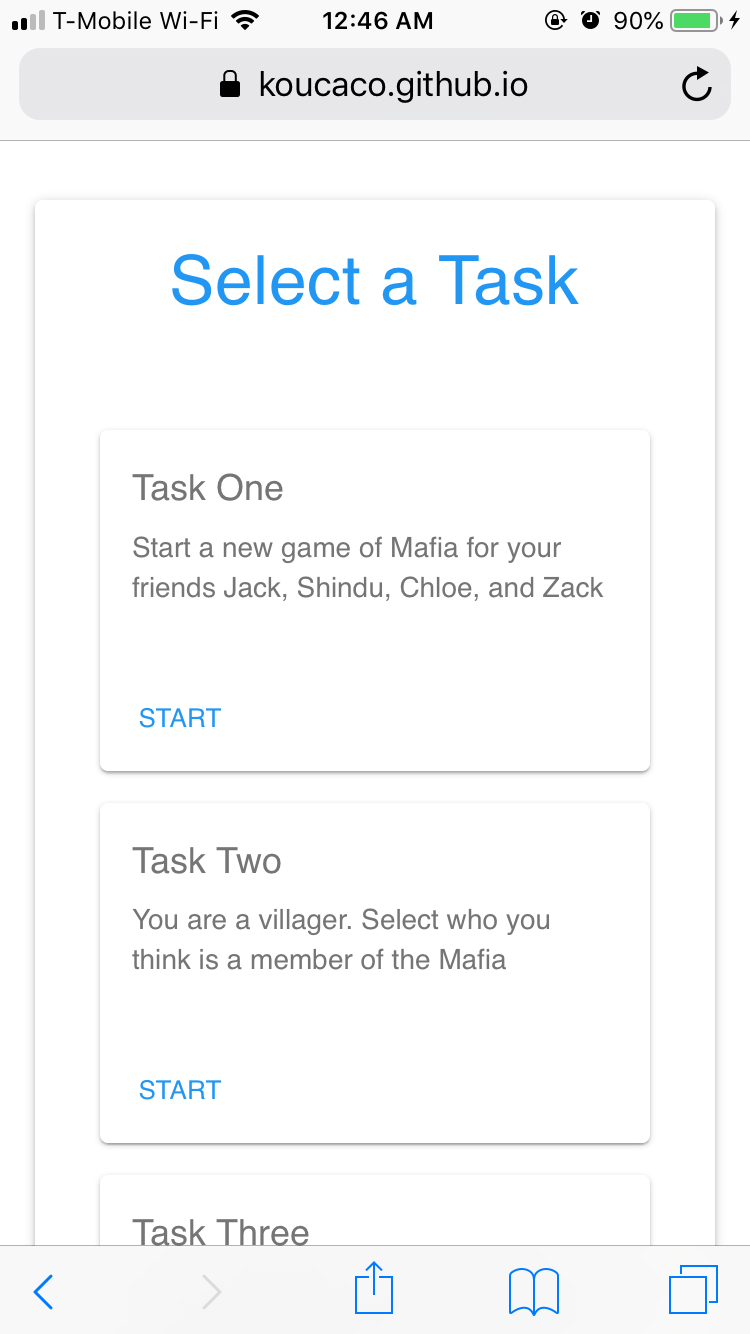 T-Mobile Wi-Fi 12:46 AM 90%
koucaco.github.io
Select a Task
Task One
Start a new game of Mafia for your
friends Jack, Shindu, Chloe, and Zack
START
Task Two
You are a villager. Select who you
think is a member of the Mafia
START
Task Three